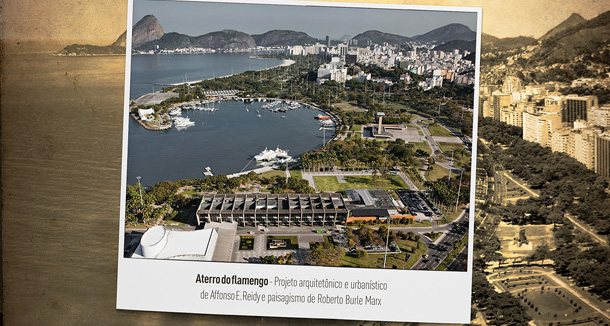 Aterro do flamengo - Projeto arquitetônico e urbanístico
de Affonso E. Reidy e paisagismo de Roberto Burle Marx